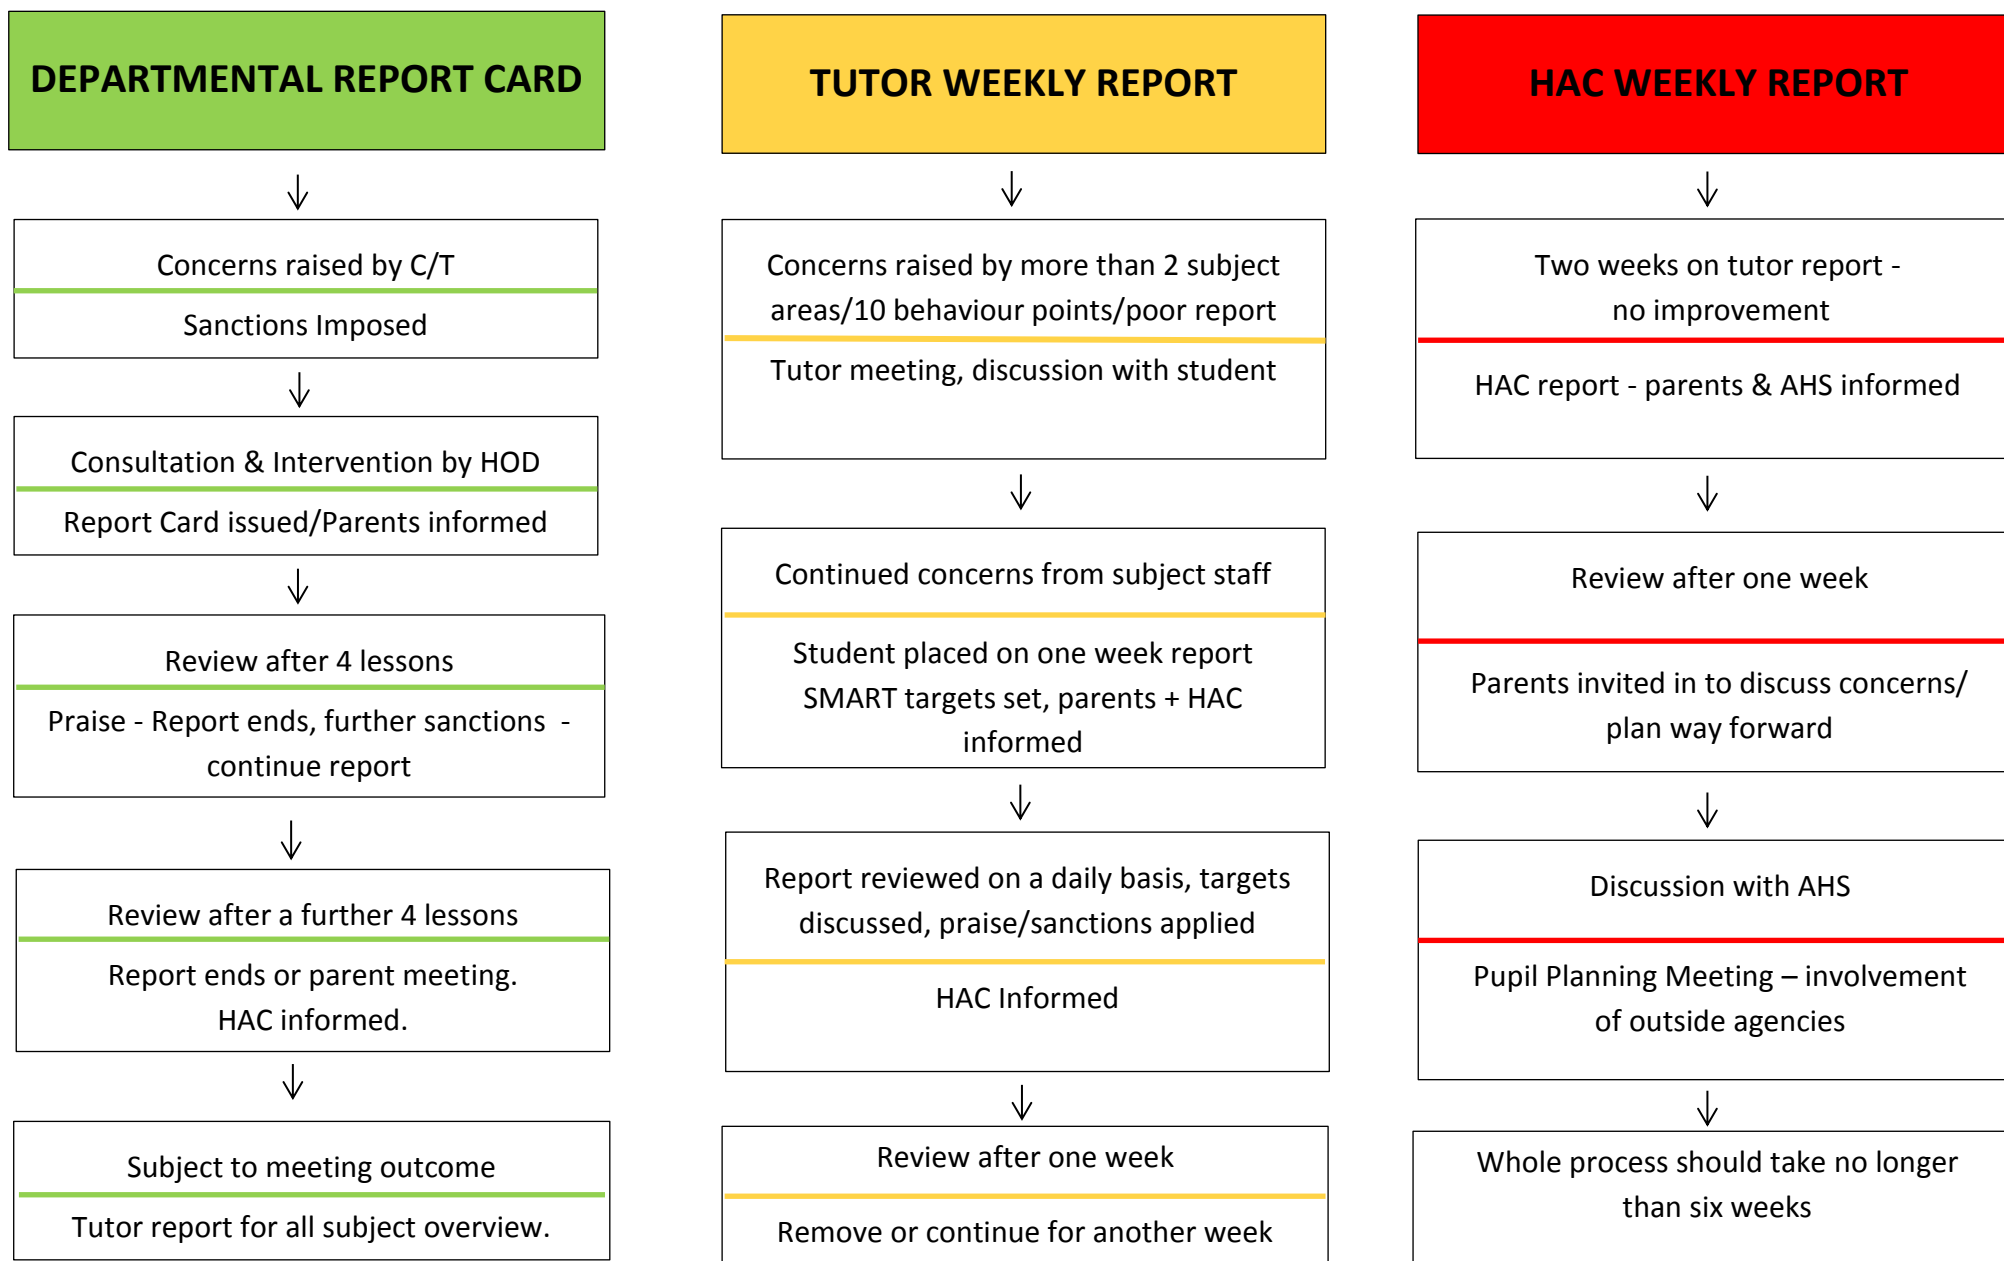 DEPARTMENTAL REPORT CARD
Concerns raised by C/T
Sanctions Imposed
Consultation & Intervention by HOD
Report Card issued/Parents informed
Review after 4 lessons
Praise - Report ends, further sanctions -
continue report
Review after a further 4 lessons
Report ends or parent meeting.
HAC informed.
Subject to meeting outcome
Tutor report for all subject overview.
TUTOR WEEKLY REPORT
Concerns raised by more than 2 subject
areas/10 behaviour points/poor report
Tutor meeting, discussion with student
Continued concerns from subject staff
Student placed on one week report
SMART targets set, parents + HAC
informed
Report reviewed on a daily basis, targets
discussed, praise/sanctions applied
HAC Informed
Review after one week
Remove or continue for another week
HAC WEEKLY REPORT
Two weeks on tutor report -
no improvement
HAC report - parents & AHS informed
Review after one week
Parents invited in to discuss concerns/
plan way forward
Discussion with AHS
Pupil Planning Meeting – involvement
of outside agencies
Whole process should take no longer
than six weeks